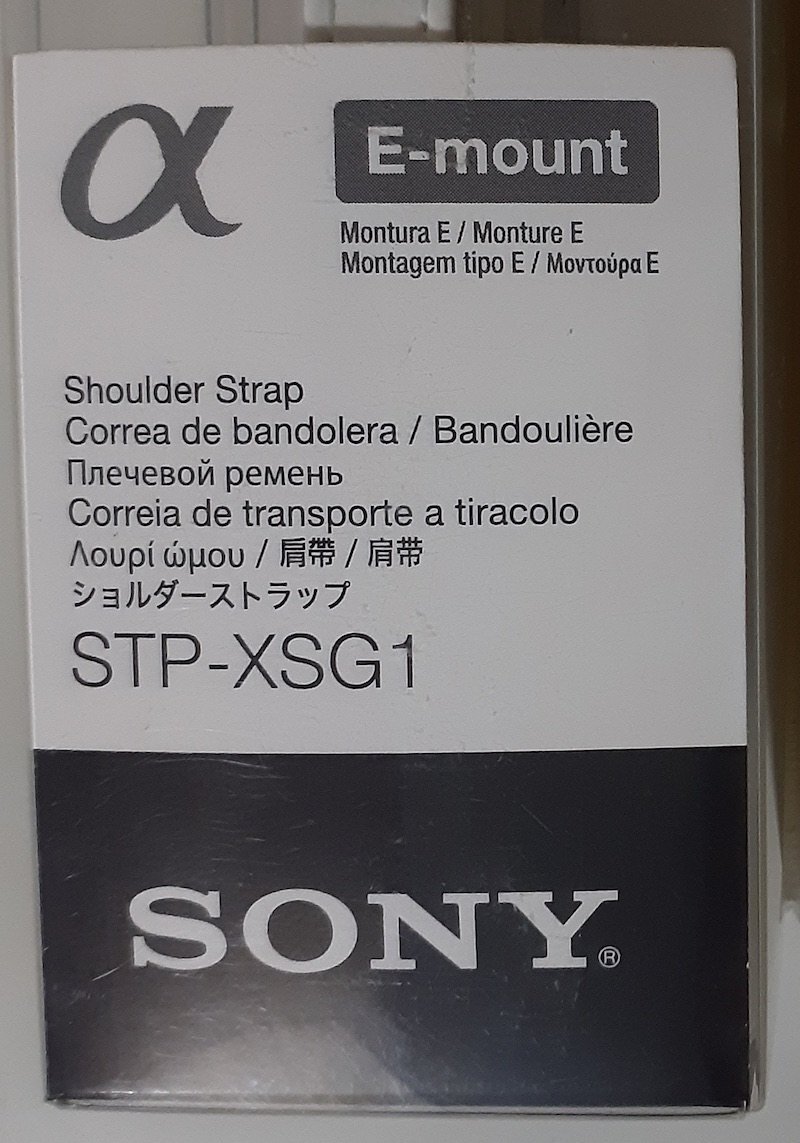 α
E-mount
Montura E / Monture E
Montagem tipo E / Μοντούρα E
Shoulder Strap
Correa de bandolera / Bandoulière
Плечевой ремень
Correia de transporte a tiracolo
Λουρί ώμου / 肩帶 / 肩带
ショルダーストラップ
STP-XSG1
SONY®